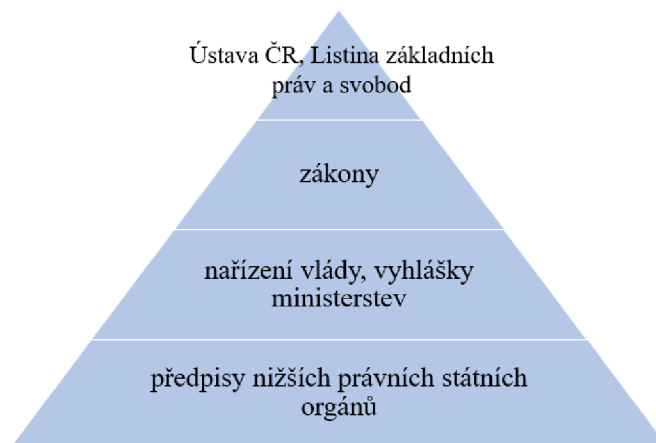 Ústava ČR, Listina základních
práv a svobod
zákony
nařízení vlády, vyhlášky
ministerstev
předpisy nižších právních státních
orgánů